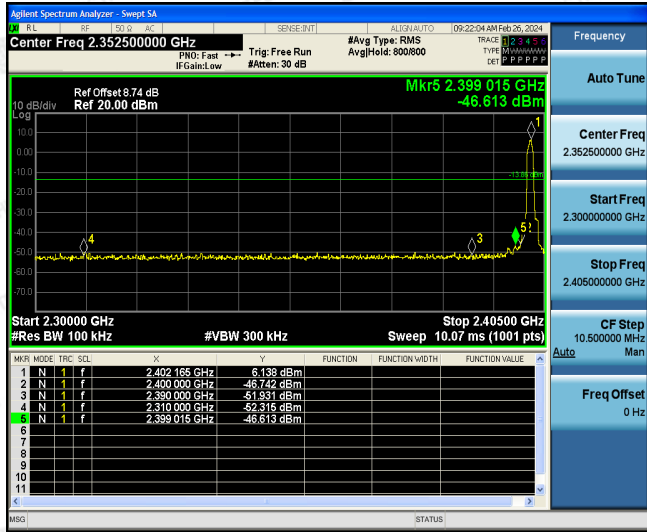 Agilent Spectrum Analyzer - Swept SA
RL RF 50 Ω AC SENSE:INT ALIGN AUTO 09:22:04 AM Feb 26, 2024
Center Freq 2.352500000 GHz
PNO: Fast
IFGain:Low
Trig: Free Run
#Atten: 30 dB
#Avg Type: RMS
Avg|Hold: 800/800
TRACE 1 2 3 4 5 6
TYPE M
DET P P P P P P
Ref Offset 8.74 dB
Ref 20.00 dBm
10 dB/div
Log
Mkr5 2.399 015 GHz
-46.613 dBm
10.0
0.00
-10.0
-20.0
-30.0
-40.0
-50.0
-60.0
-70.0
1
4
3
5
Start 2.30000 GHz
Stop 2.40500 GHz
#Res BW 100 kHz
#VBW 300 kHz
Sweep 10.07 ms (1001 pts)
MKR MODE TRC SCL X Y FUNCTION FUNCTION WIDTH FUNCTION VALUE
1 N 1 f 2.402 165 GHz 6.138 dBm
2 N 1 f 2.400 000 GHz -46.742 dBm
3 N 1 f 2.390 000 GHz -51.931 dBm
4 N 1 f 2.310 000 GHz -52.315 dBm
5 N 1 f 2.399 015 GHz -46.613 dBm
6
7
8
9
10
11
MSG
STATUS
Frequency
Auto Tune
Center Freq
2.352500000 GHz
Start Freq
2.300000000 GHz
Stop Freq
2.405000000 GHz
CF Step
10.500000 MHz
Auto Man
Freq Offset
0 Hz